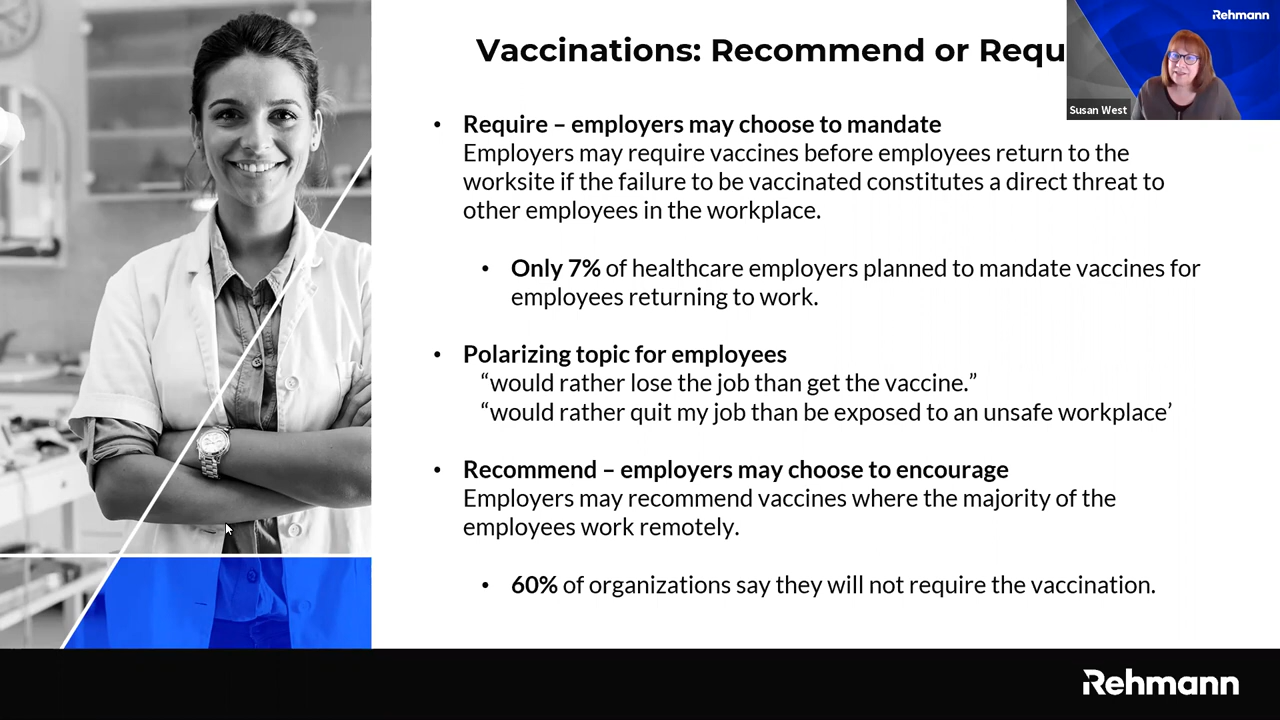 Vaccinations: Recommend or Requ
Rehmann
Susan West
• Require – employers may choose to mandate
Employers may require vaccines before employees return to the
worksite if the failure to be vaccinated constitutes a direct threat to
other employees in the workplace.
• Only 7% of healthcare employers planned to mandate vaccines for
employees returning to work.
• Polarizing topic for employees
“would rather lose the job than get the vaccine.”
“would rather quit my job than be exposed to an unsafe workplace’
• Recommend – employers may choose to encourage
Employers may recommend vaccines where the majority of the
employees work remotely.
• 60% of organizations say they will not require the vaccination.
Rehmann